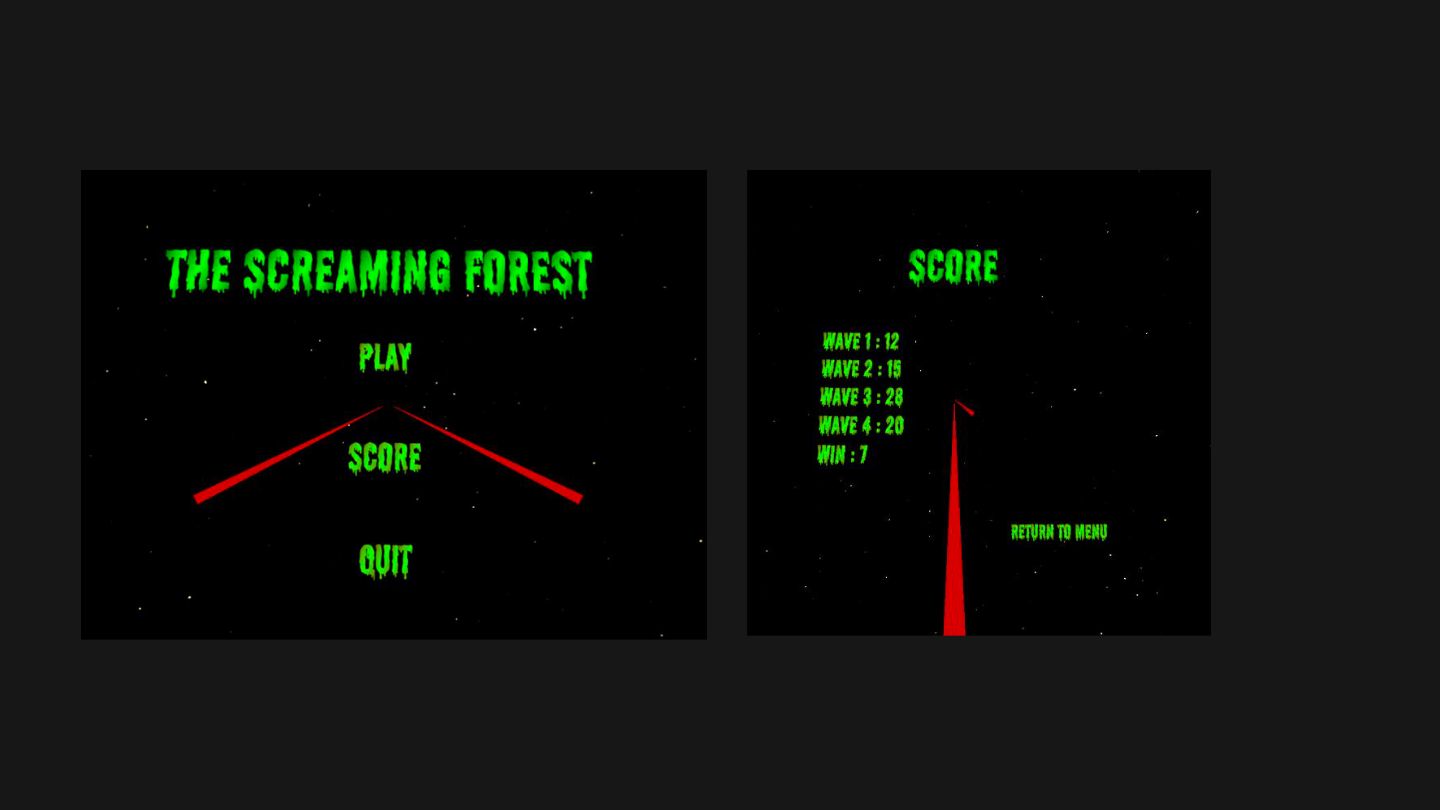 THE SCREAMING FOREST
PLAY
SCORE
QUIT
SCORE
WAVE 1 : 12
WAVE 2 : 15
WAVE 3 : 28
WAVE 4 : 20
WIN : 7
RETURN TO MENU